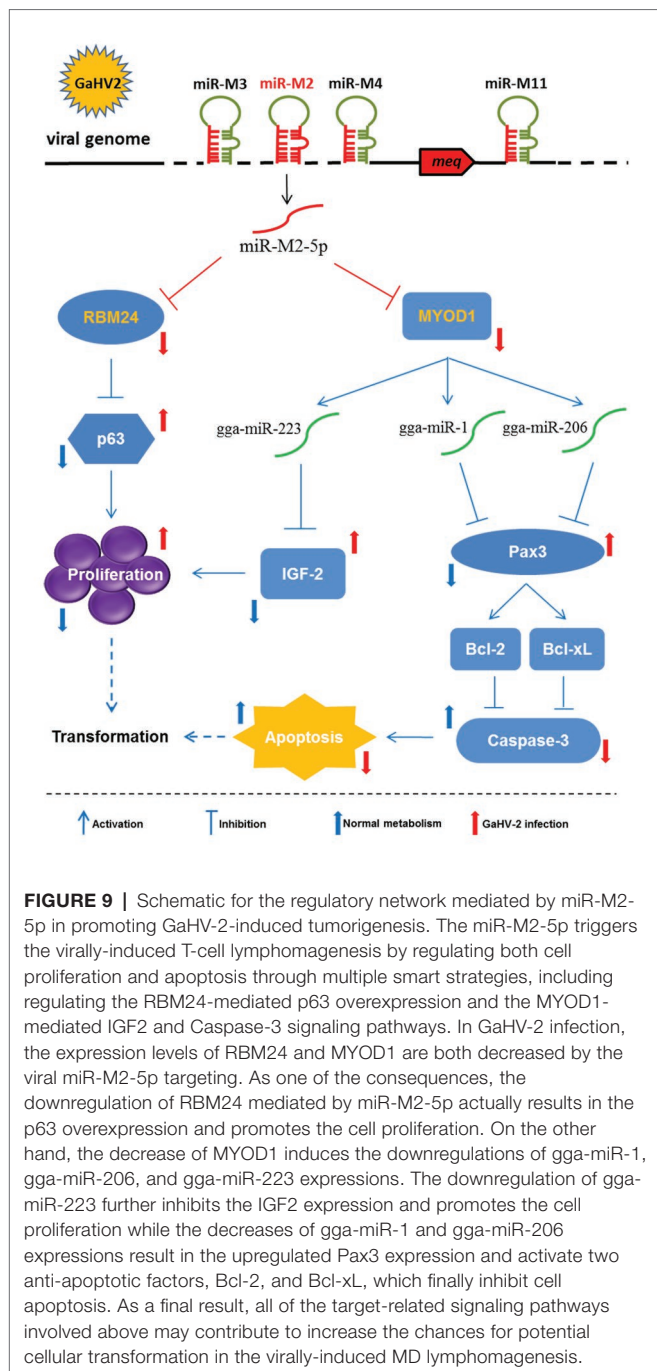 GaHV2
viral genome
miR-M3
miR-M2
miR-M4
miR-M11
meq
miR-M2-5p
RBM24
MYOD1
p63
gga-miR-223
gga-miR-1
gga-miR-206
Proliferation
IGF-2
Pax3
Bcl-2
Bcl-xL
Transformation
Apoptosis
Caspase-3
Activation
Inhibition
Normal metabolism
GaHV-2 infection
FIGURE 9 | Schematic for the regulatory network mediated by miR-M2-
5p in promoting GaHV-2-induced tumorigenesis. The miR-M2-5p triggers
the virally-induced T-cell lymphomagenesis by regulating both cell
proliferation and apoptosis through multiple smart strategies, including
regulating the RBM24-mediated p63 overexpression and the MYOD1-
mediated IGF2 and Caspase-3 signaling pathways. In GaHV-2 infection,
the expression levels of RBM24 and MYOD1 are both decreased by the
viral miR-M2-5p targeting. As one of the consequences, the
downregulation of RBM24 mediated by miR-M2-5p actually results in the
p63 overexpression and promotes the cell proliferation. On the other
hand, the decrease of MYOD1 induces the downregulations of gga-miR-1,
gga-miR-206, and gga-miR-223 expressions. The downregulation of gga-
miR-223 further inhibits the IGF2 expression and promotes the cell
proliferation while the decreases of gga-miR-1 and gga-miR-206
expressions result in the upregulated Pax3 expression and activate two
anti-apoptotic factors, Bcl-2, and Bcl-xL, which finally inhibit cell
apoptosis. As a final result, all of the target-related signaling pathways
involved above may contribute to increase the chances for potential
cellular transformation in the virally-induced MD lymphomagenesis.